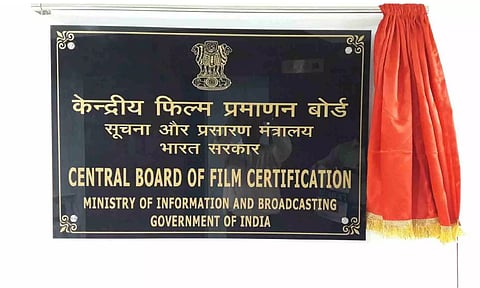 केन्द्रीय फिल्म प्रमाणन बोर्ड
सूचना और प्रसारण मंत्रालय
भारत सरकार
CENTRAL BOARD OF FILM CERTIFICATION
MINISTRY OF INFORMATION AND BROADCASTING
GOVERNMENT OF INDIA